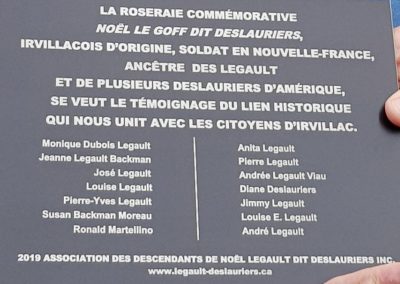 LA ROSERAIE COMMÉMORATIVE
NOËL LE GOFF DIT DESLAURIERS,
IRVILLACOIS D'ORIGINE, SOLDAT EN NOUVELLE-FRANCE,
ANCÊTRE DES LEGAULT
ET DE PLUSIEURS DESLAURIERS D'AMÉRIQUE,
SE VEUT LE TÉMOIGNAGE DU LIEN HISTORIQUE
QUI NOUS UNIT AVEC LES CITOYENS D'IRVILLAC.
Monique Dubois Legault
Jeanne Legault Backman
José Legault
Louise Legault
Pierre-Yves Legault
Susan Backman Moreau
Ronald Martellino
Anita Legault
Pierre Legault
Andrée Legault Viau
Diane Deslauriers
Jimmy Legault
Louise E. Legault
André Legault
2019 ASSOCIATION DES DESCENDANTS DE NOËL LEGAULT DIT DESLAURIERS INC.
www.legault-deslauriers.ca